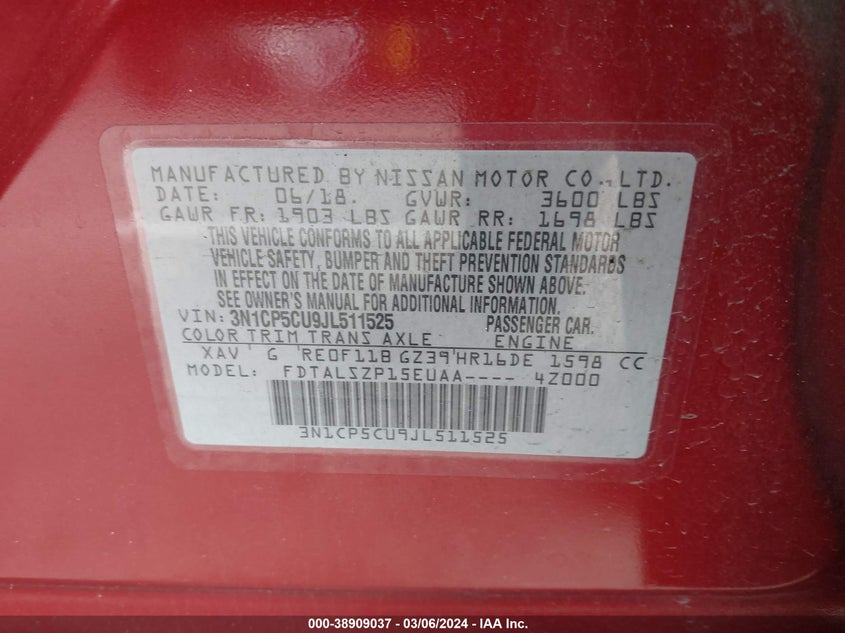 MANUFACTURED BY NISSAN MOTOR CO., LTD.
DATE: 06/18. GVWR: 3600 LBS
GAWR FR: 1903 LBS GAWR RR: 1698 LBS
THIS VEHICLE CONFORMS TO ALL APPLICABLE FEDERAL MOTOR
VEHICLE SAFETY, BUMPER AND THEFT PREVENTION STANDARDS
IN EFFECT ON THE DATE OF MANUFACTURE SHOWN ABOVE.
SEE OWNER'S MANUAL FOR ADDITIONAL INFORMATION.
VIN: 3N1CP5CU9JL511525 PASSENGER CAR.
COLOR TRIM TRANS AXLE ENGINE
XAV G RE0F11B GZ39 HR16DE 1598 CC
MODEL: FDTALSZP15EUAA---- 4Z000
3N1CP5CU9JL511525
000-38909037 - 03/06/2024 - IAA Inc.